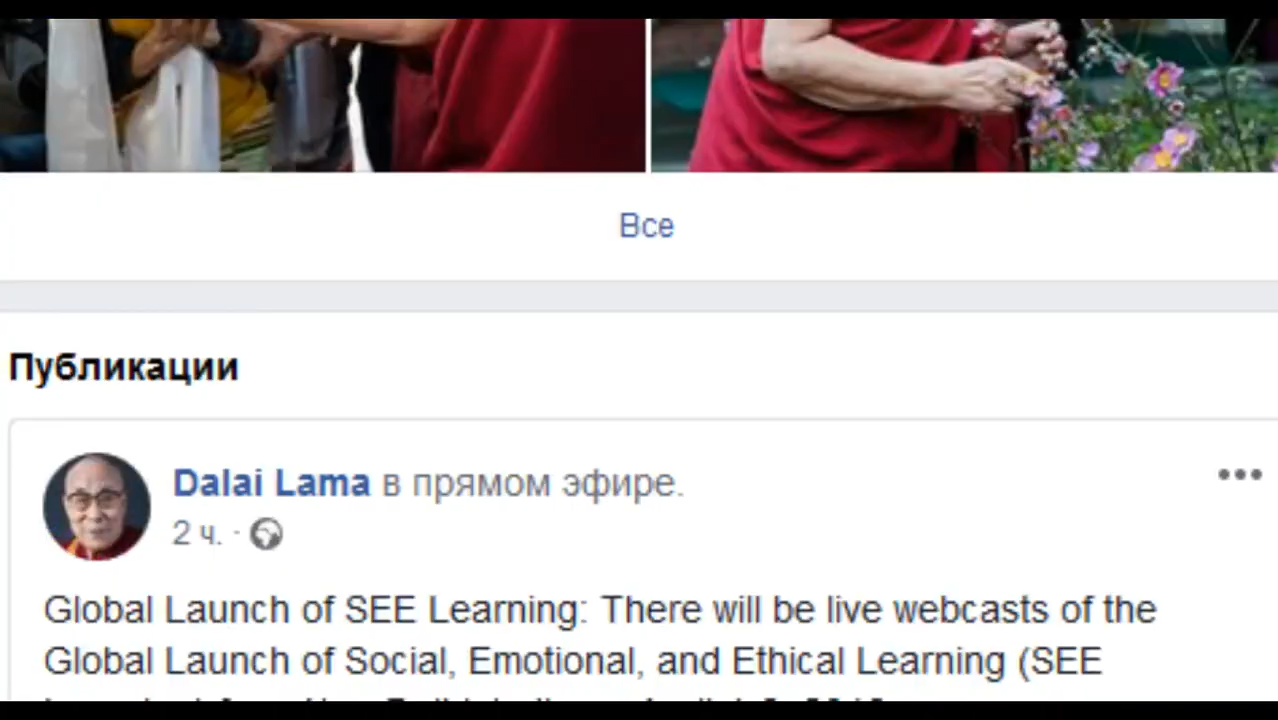 Все
Публикации
Dalai Lama в прямом эфире.
2 ч. ·
Global Launch of SEE Learning: There will be live webcasts of the
Global Launch of Social, Emotional, and Ethical Learning (SEE